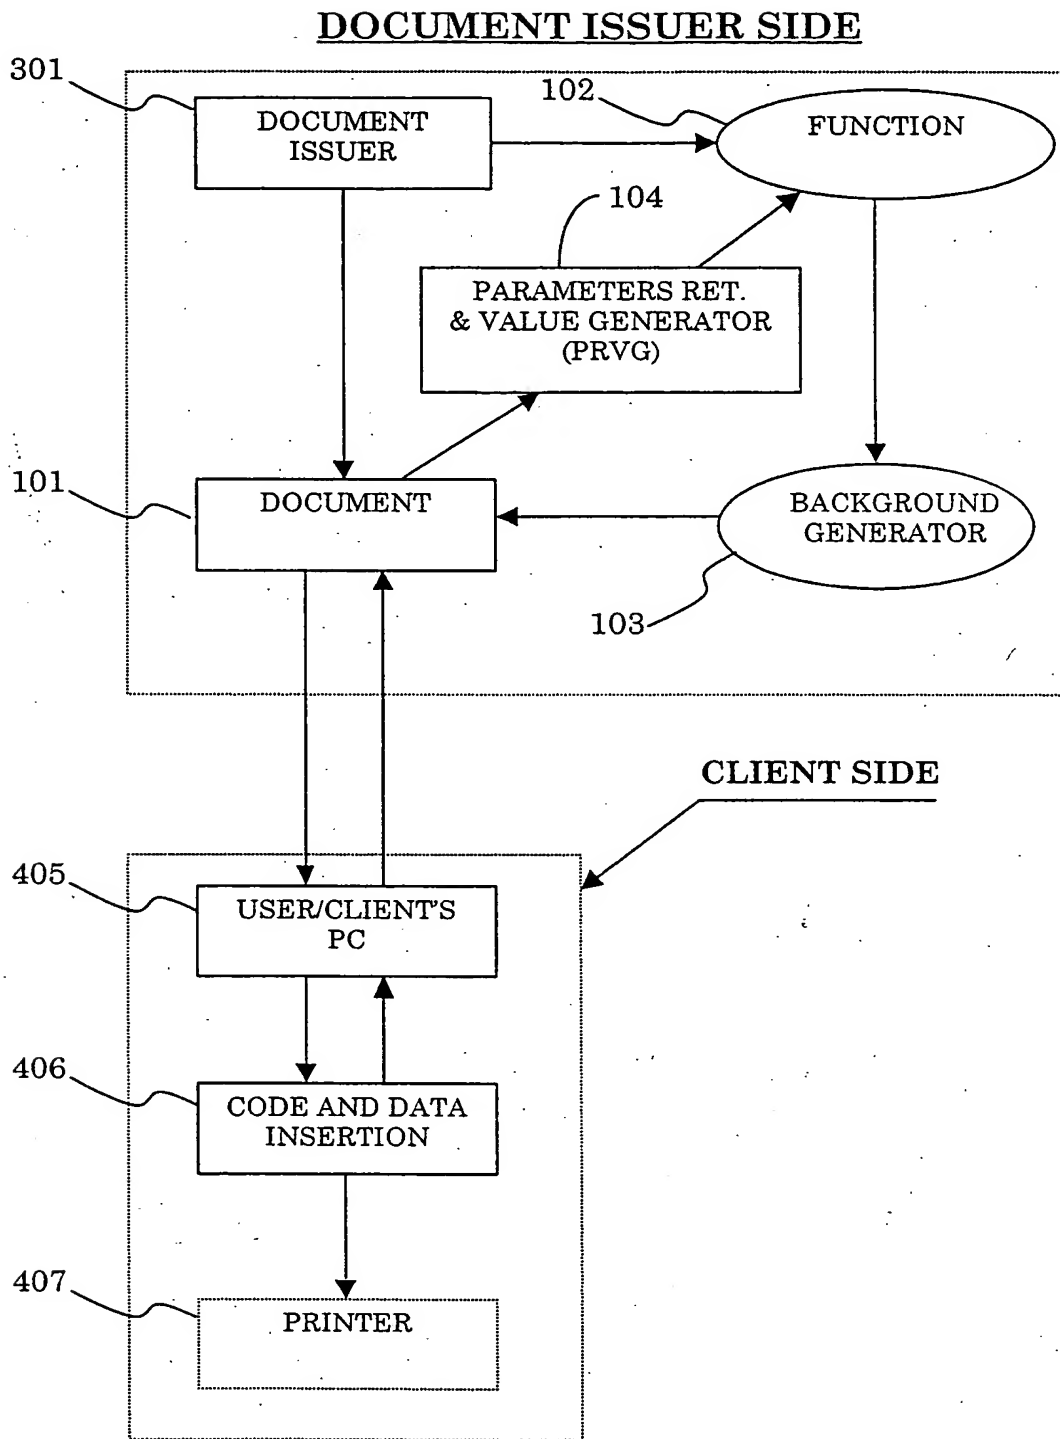 DOCUMENT ISSUER SIDE
301
DOCUMENT
ISSUER
102
FUNCTION
104
PARAMETERS RET.
& VALUE GENERATOR
(PRVG)
101
DOCUMENT
BACKGROUND
GENERATOR
103
CLIENT SIDE
405
USER/CLIENT'S
PC
406
CODE AND DATA
INSERTION
407
PRINTER